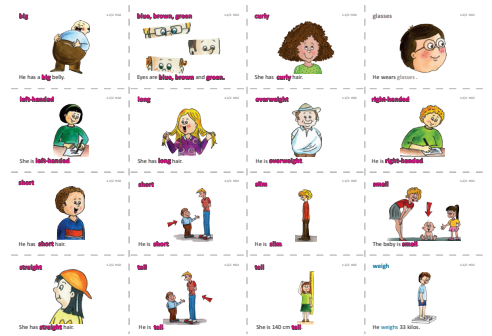 big
blue, brown, green
curly
glasses
He has a big belly.
Eyes are blue, brown and green.
She has curly hair.
He wears glasses.
left-handed
long
overweight
right-handed
She is left-handed
She has long hair.
He is overweight.
He is right-handed
short
short
slim
small
He has short hair.
He is short
He is slim
The baby is small
straight
tall
tall
weigh
She has straight hair.
He is tall
She is 140 cm tall
He weighs 33 kilos.